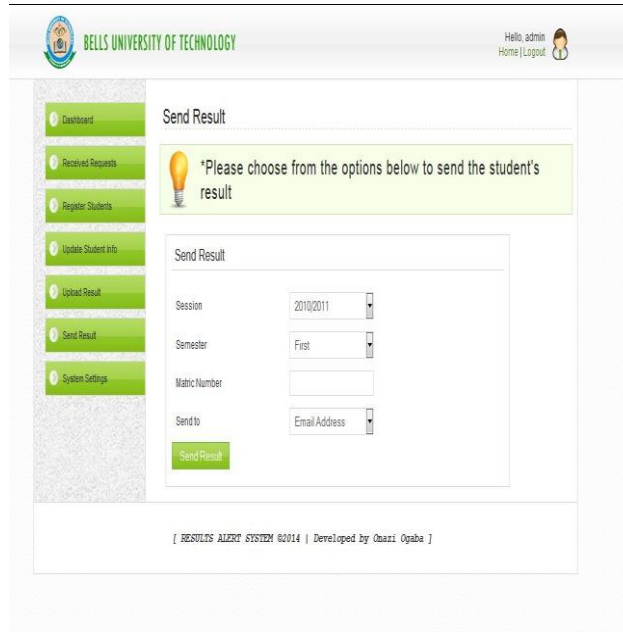 BELLS UNIVERSITY OF TECHNOLOGY
Hello, admin
Home | Logout
Dashboard
Received Requests
Register Students
Update Student Info
Upload Result
Send Result
System Settings
Send Result
*Please choose from the options below to send the student's
result
Send Result
Session 2010/2011
Semester First
Matric Number
Send to Email Address
Send Result
[ RESULTS ALERT SYSTEM ©2014 | Developed by Onazi Ogaba ]